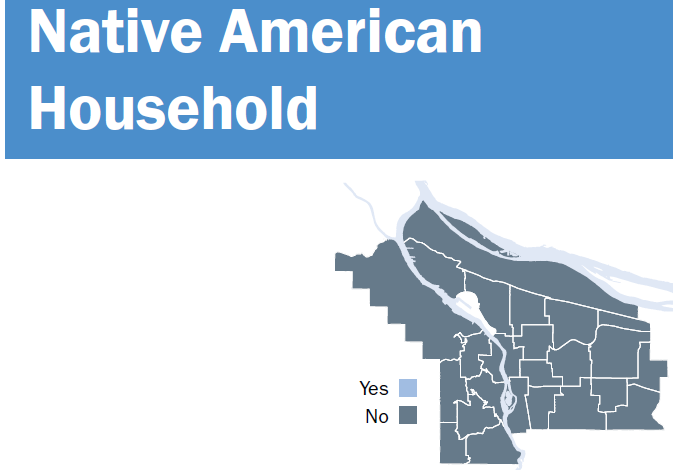 Native American
Household
Yes
No